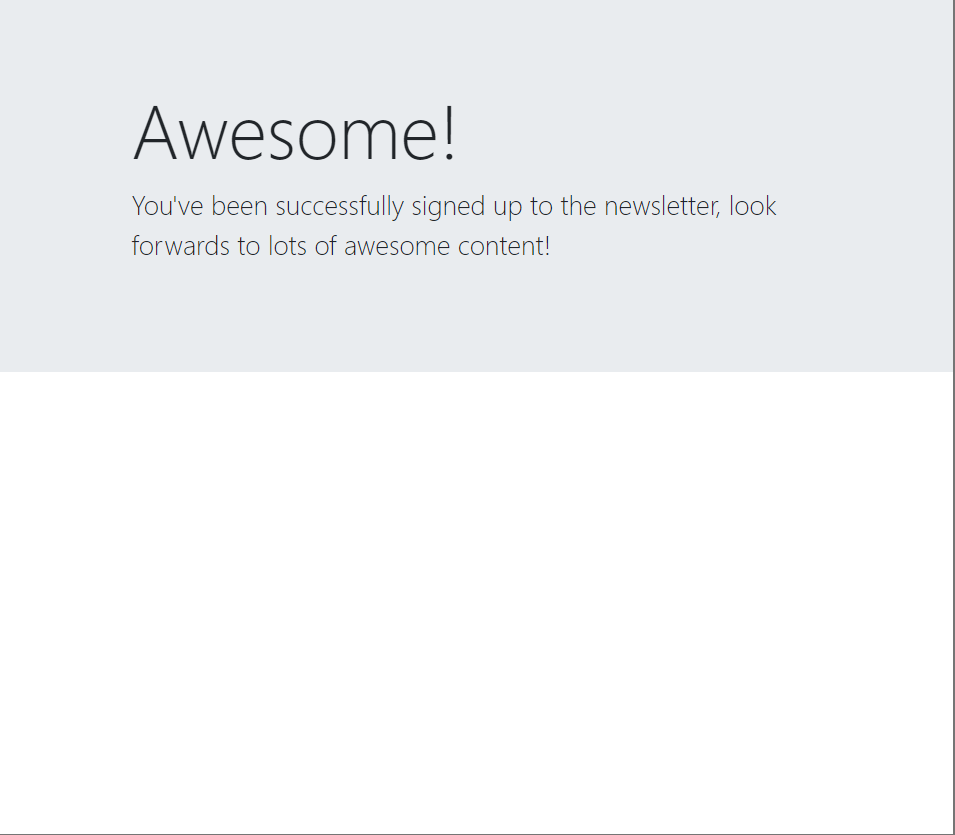 Awesome!
You've been successfully signed up to the newsletter, look
forwards to lots of awesome content!